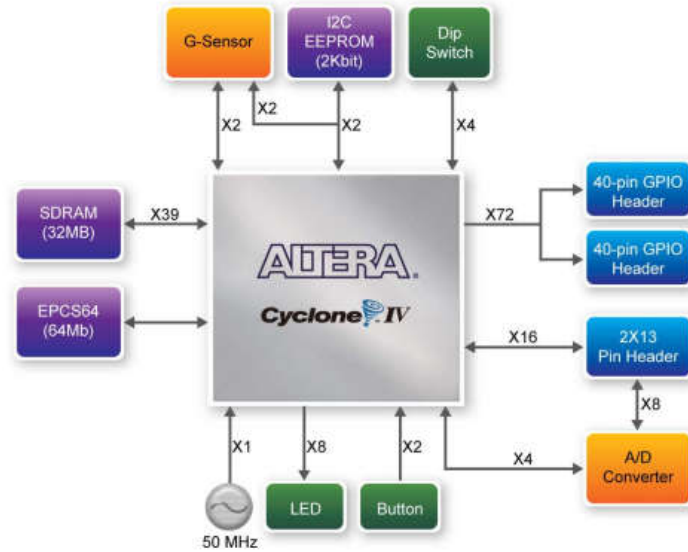 G-Sensor
I2C
EEPROM
(2Kbit)
Dip
Switch
X2
X2
X2
X4
SDRAM
(32MB)
X39
X72
40-pin GPIO
Header
40-pin GPIO
Header
ALTERA®
Cyclone IV
EPCS64
(64Mb)
X16
2X13
Pin Header
X8
X1
X8
X2
X4
A/D
Converter
LED
Button
50 MHz